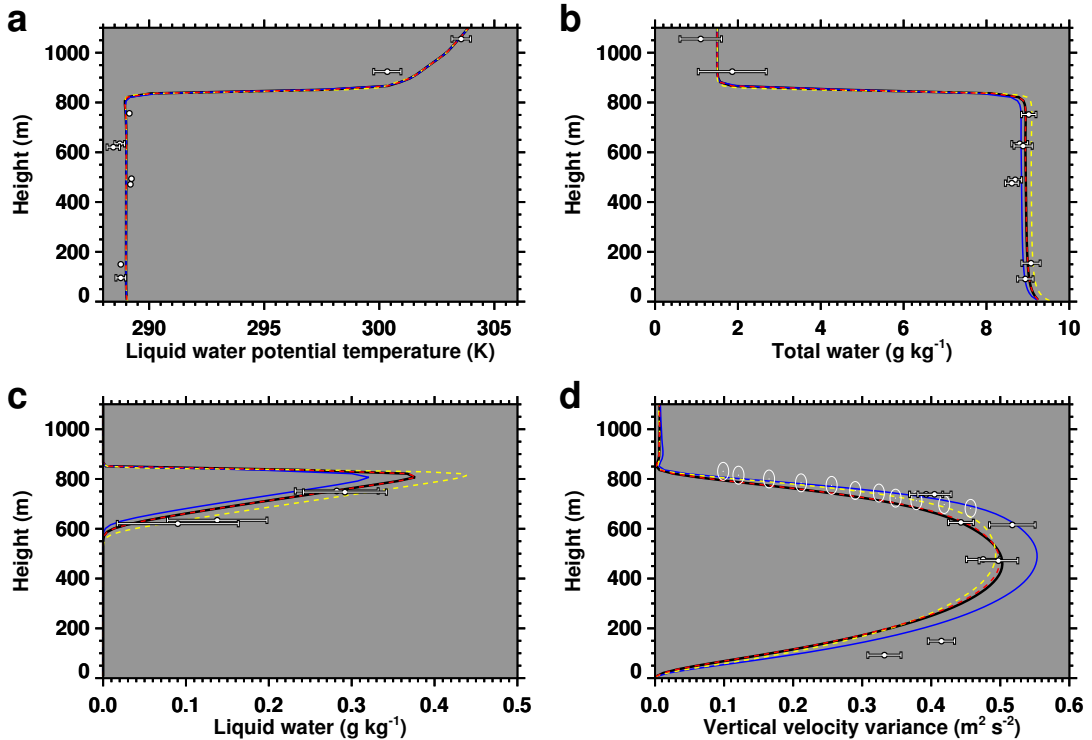 a
1000
800
600
400
200
0
Height (m)
290 295 300 305
Liquid water potential temperature (K)
b
1000
800
600
400
200
0
Height (m)
0 2 4 6 8 10
Total water (g kg⁻¹)
c
1000
800
600
400
200
0
Height (m)
0.0 0.1 0.2 0.3 0.4 0.5
Liquid water (g kg⁻¹)
d
1000
800
600
400
200
0
Height (m)
0.0 0.1 0.2 0.3 0.4 0.5 0.6
Vertical velocity variance (m² s⁻²)